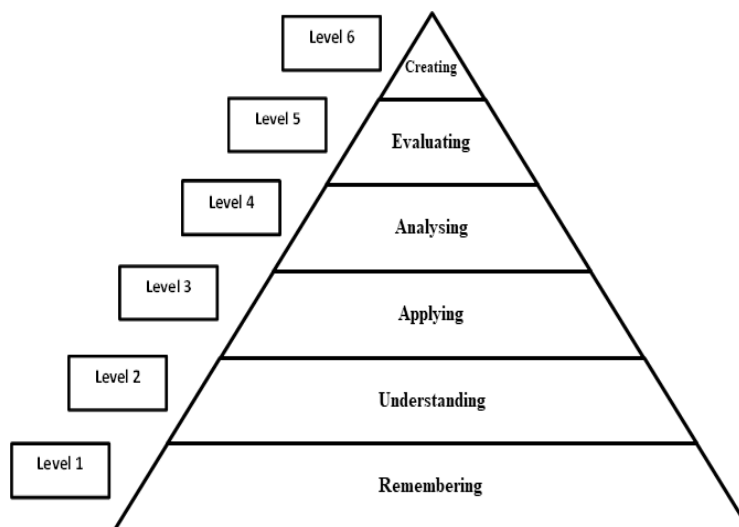 Level 6
Creating
Level 5
Evaluating
Level 4
Analysing
Level 3
Applying
Level 2
Understanding
Level 1
Remembering